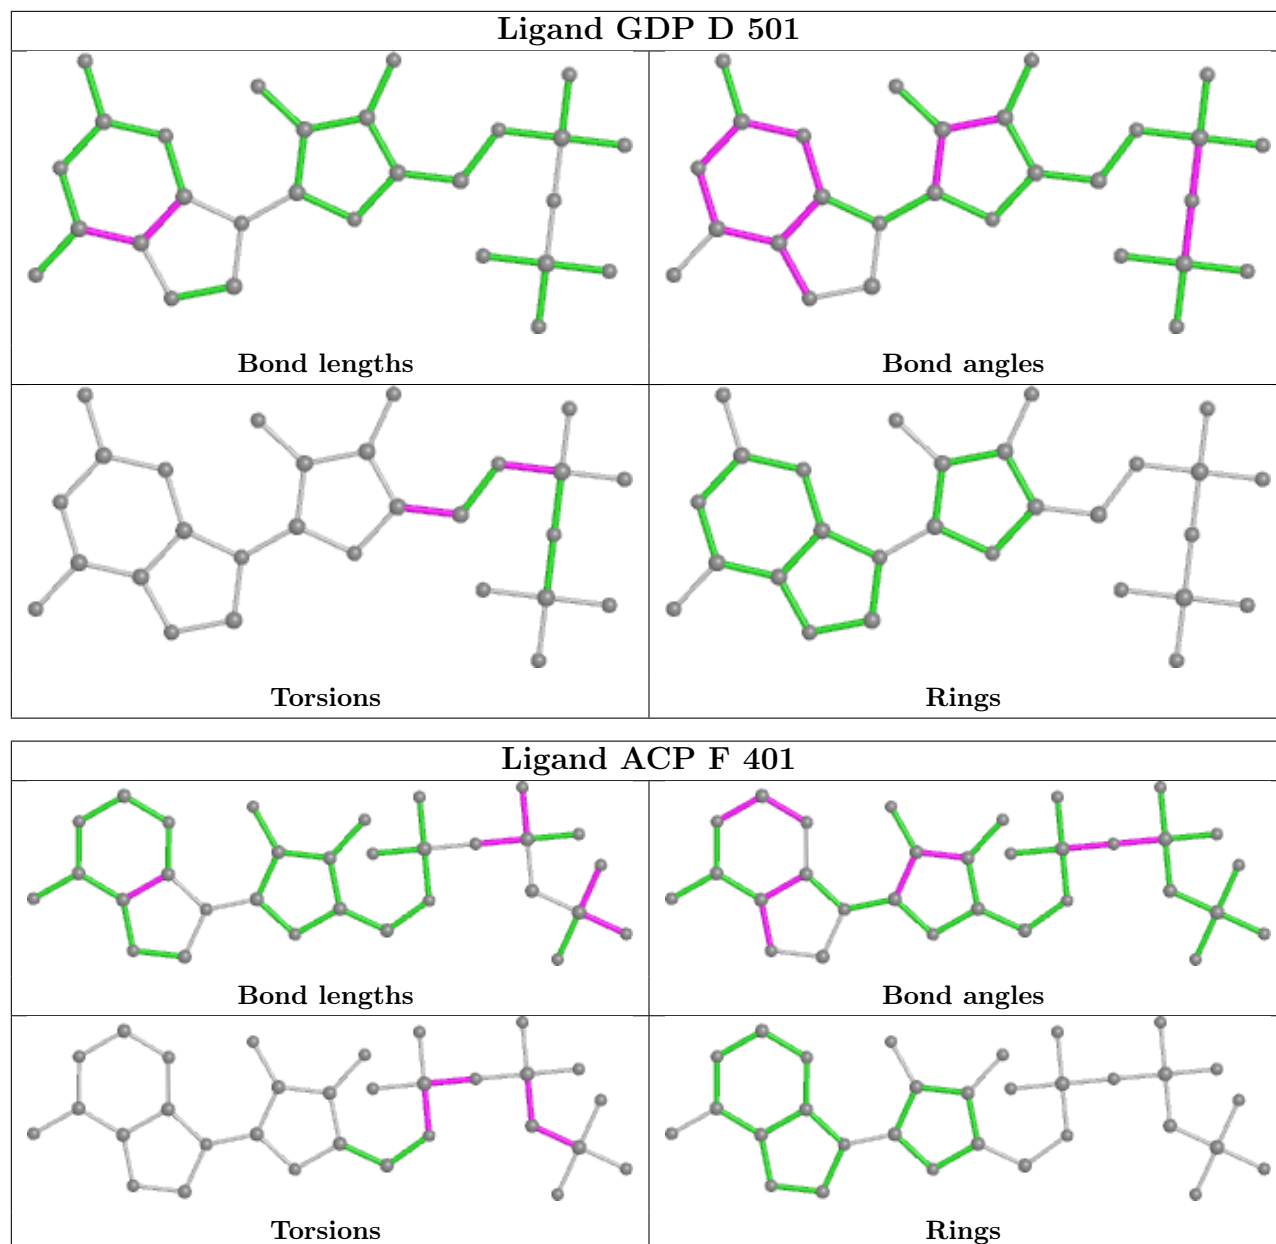 Ligand GDP D 501
Bond lengths
Bond angles
Torsions
Rings
Ligand ACP F 401
Bond lengths
Bond angles
Torsions
Rings